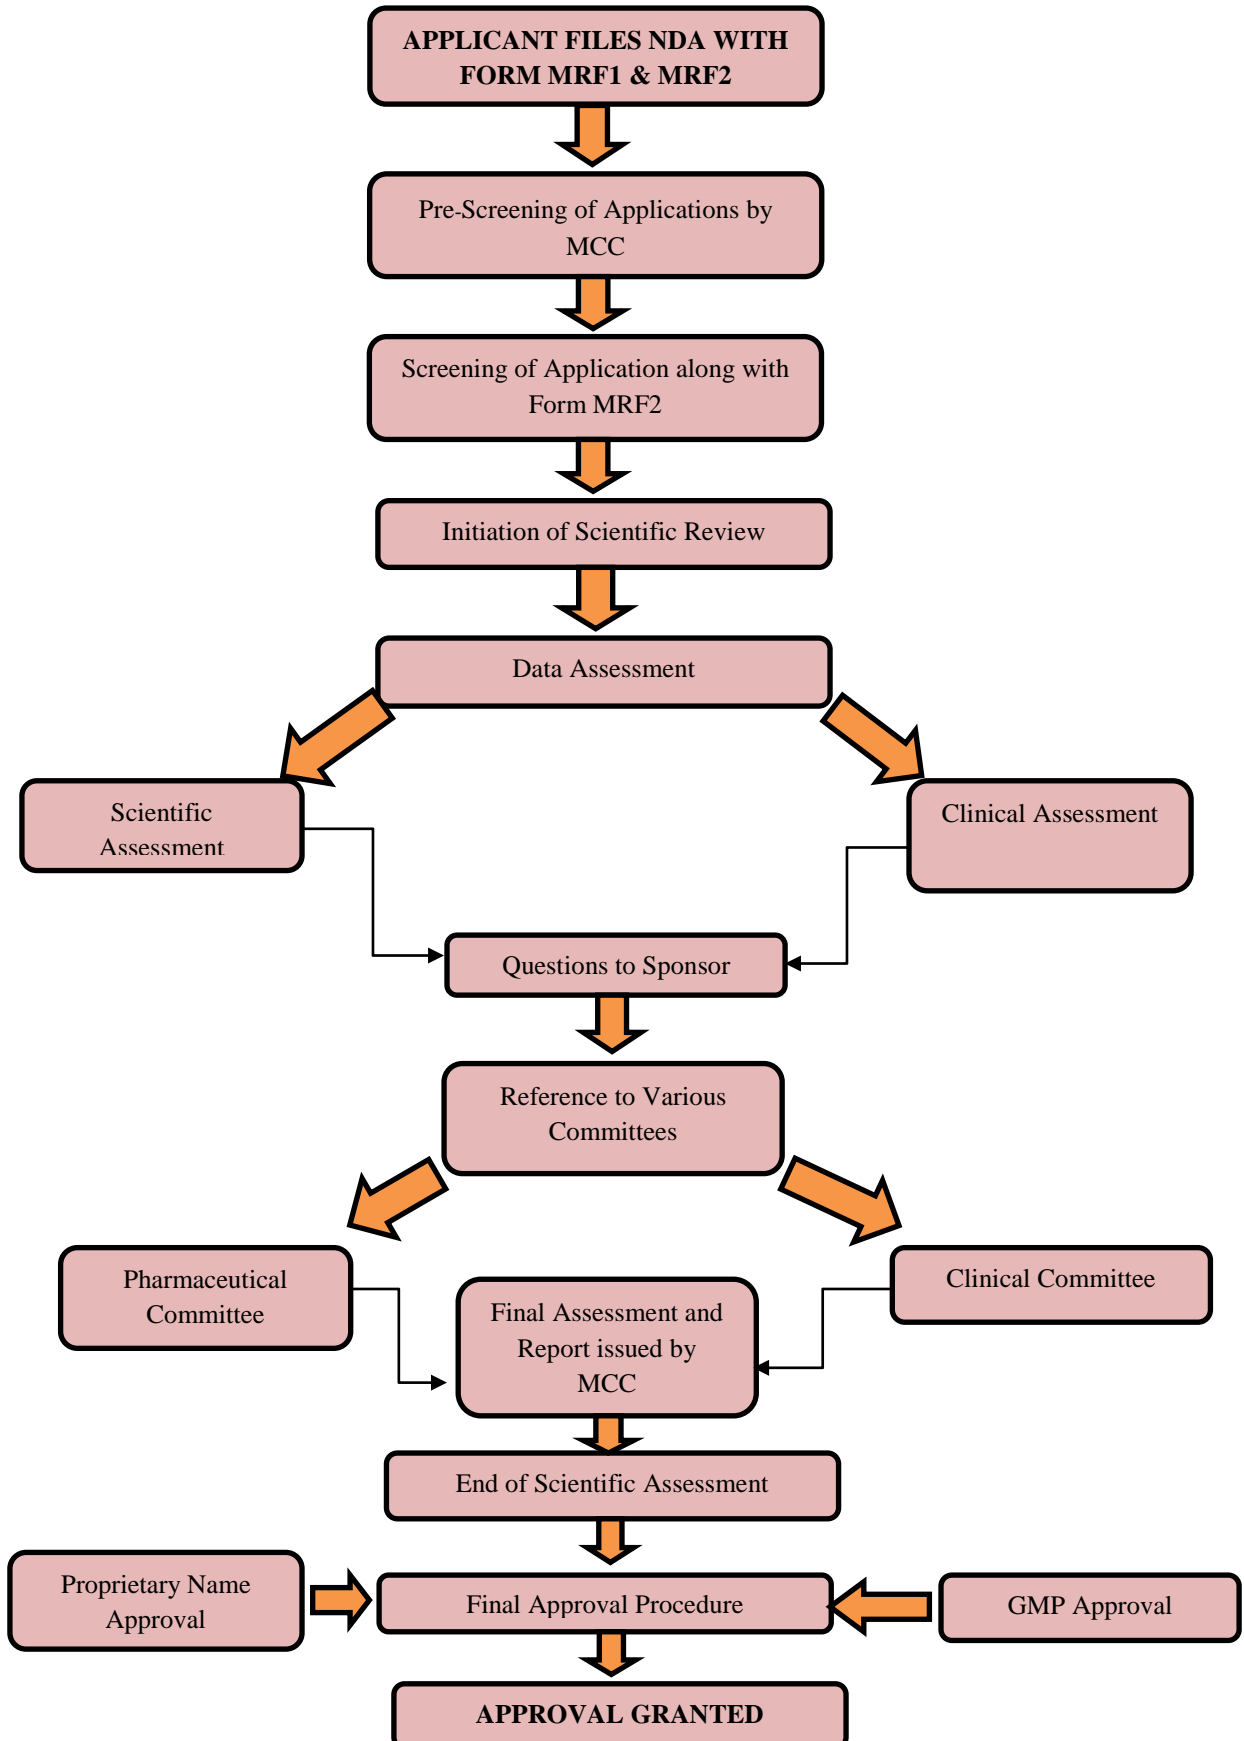 APPLICANT FILES NDA WITH
FORM MRF1 & MRF2
Pre-Screening of Applications by
MCC
Screening of Application along with
Form MRF2
Initiation of Scientific Review
Data Assessment
Scientific
Assessment
Clinical Assessment
Questions to Sponsor
Reference to Various
Committees
Pharmaceutical
Committee
Clinical Committee
Final Assessment and
Report issued by
MCC
End of Scientific Assessment
Proprietary Name
Approval
Final Approval Procedure
GMP Approval
APPROVAL GRANTED